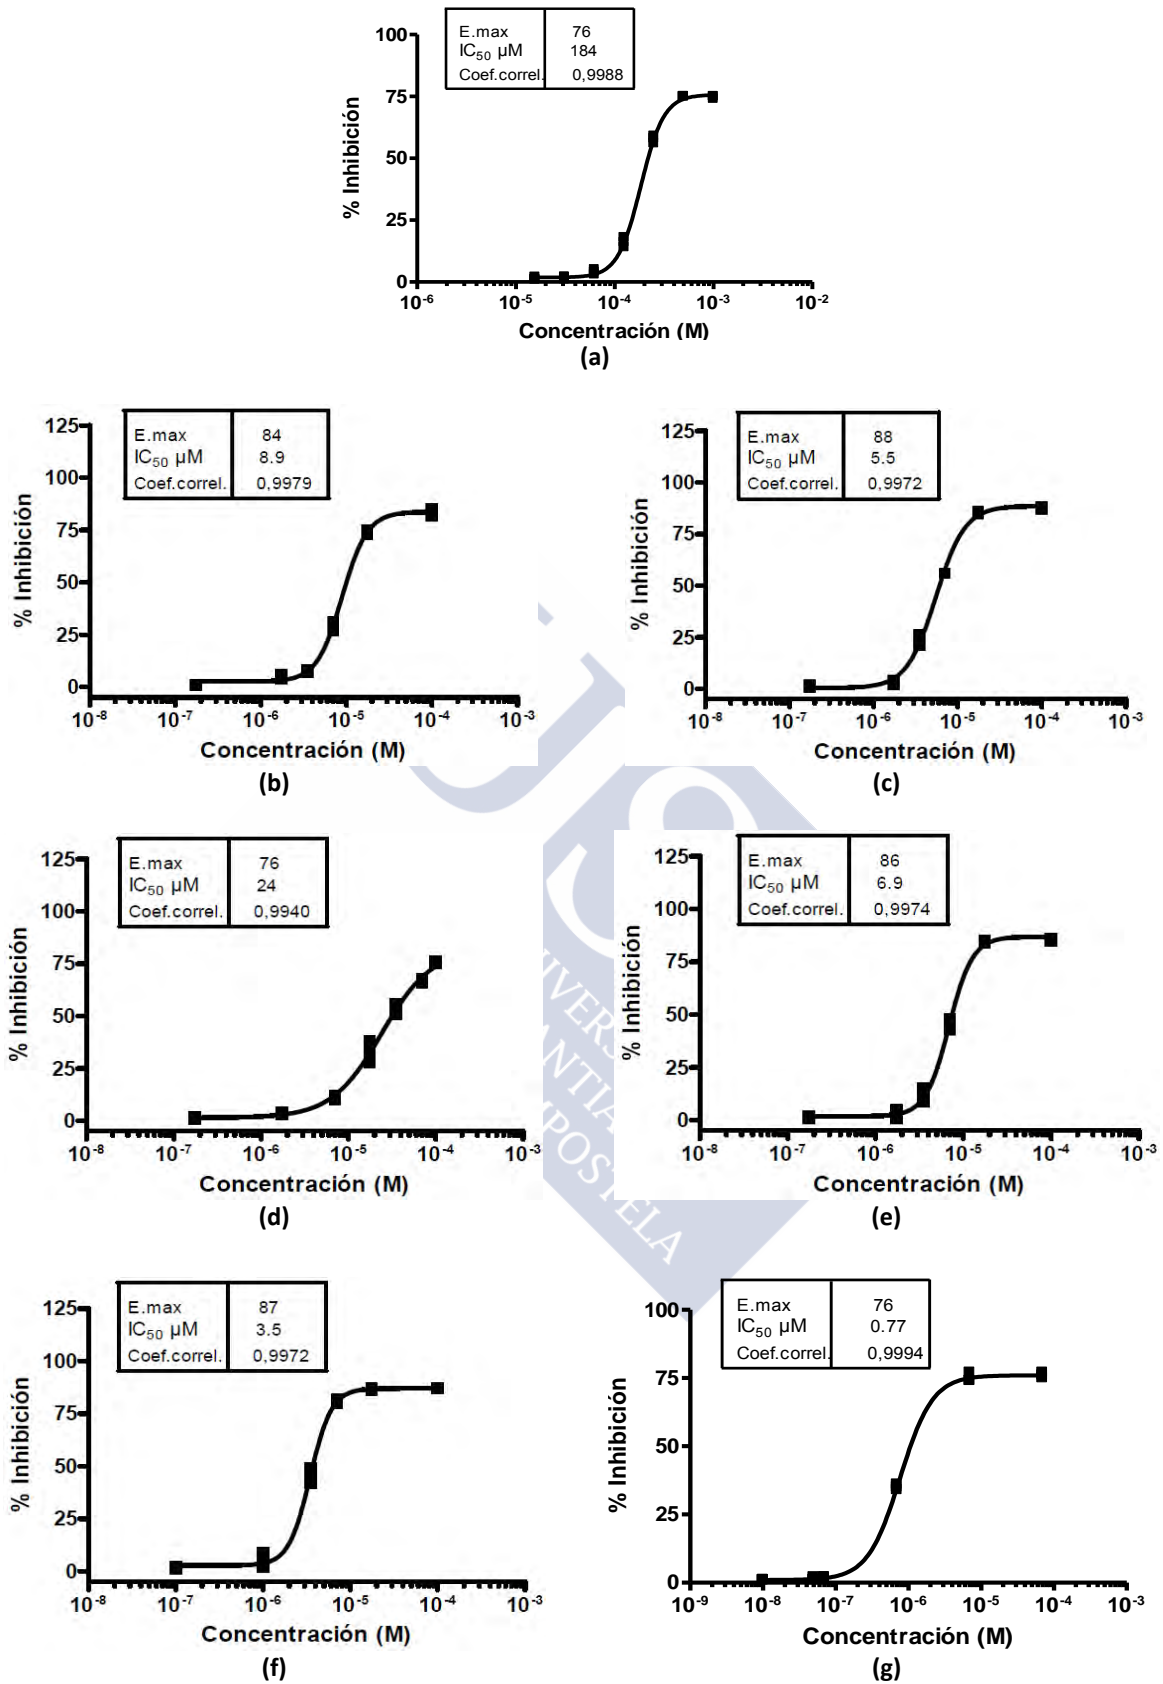 E.max 76
IC50 µM 184
Coef.correl. 0,9988
100
75
50
25
0
% Inhibición
10-6 10-5 10-4 10-3 10-2
Concentración (M)
(a)
E.max 84
IC50 µM 8.9
Coef.correl. 0,9979
125
100
75
50
25
0
% Inhibición
10-8 10-7 10-6 10-5 10-4 10-3
Concentración (M)
(b)
E.max 88
IC50 µM 5.5
Coef.correl. 0,9972
125
100
75
50
25
0
% Inhibición
10-8 10-7 10-6 10-5 10-4 10-3
Concentración (M)
(c)
E.max 76
IC50 µM 24
Coef.correl. 0,9940
125
100
75
50
25
0
% Inhibición
10-8 10-7 10-6 10-5 10-4 10-3
Concentración (M)
(d)
E.max 86
IC50 µM 6.9
Coef.correl. 0,9974
125
100
75
50
25
0
% Inhibición
10-8 10-7 10-6 10-5 10-4 10-3
Concentración (M)
(e)
E.max 87
IC50 µM 3.5
Coef.correl. 0,9972
125
100
75
50
25
0
% Inhibición
10-8 10-7 10-6 10-5 10-4 10-3
Concentración (M)
(f)
E.max 76
IC50 µM 0.77
Coef.correl. 0,9994
100
75
50
25
0
% Inhibición
10-9 10-8 10-7 10-6 10-5 10-4 10-3
Concentración (M)
(g)